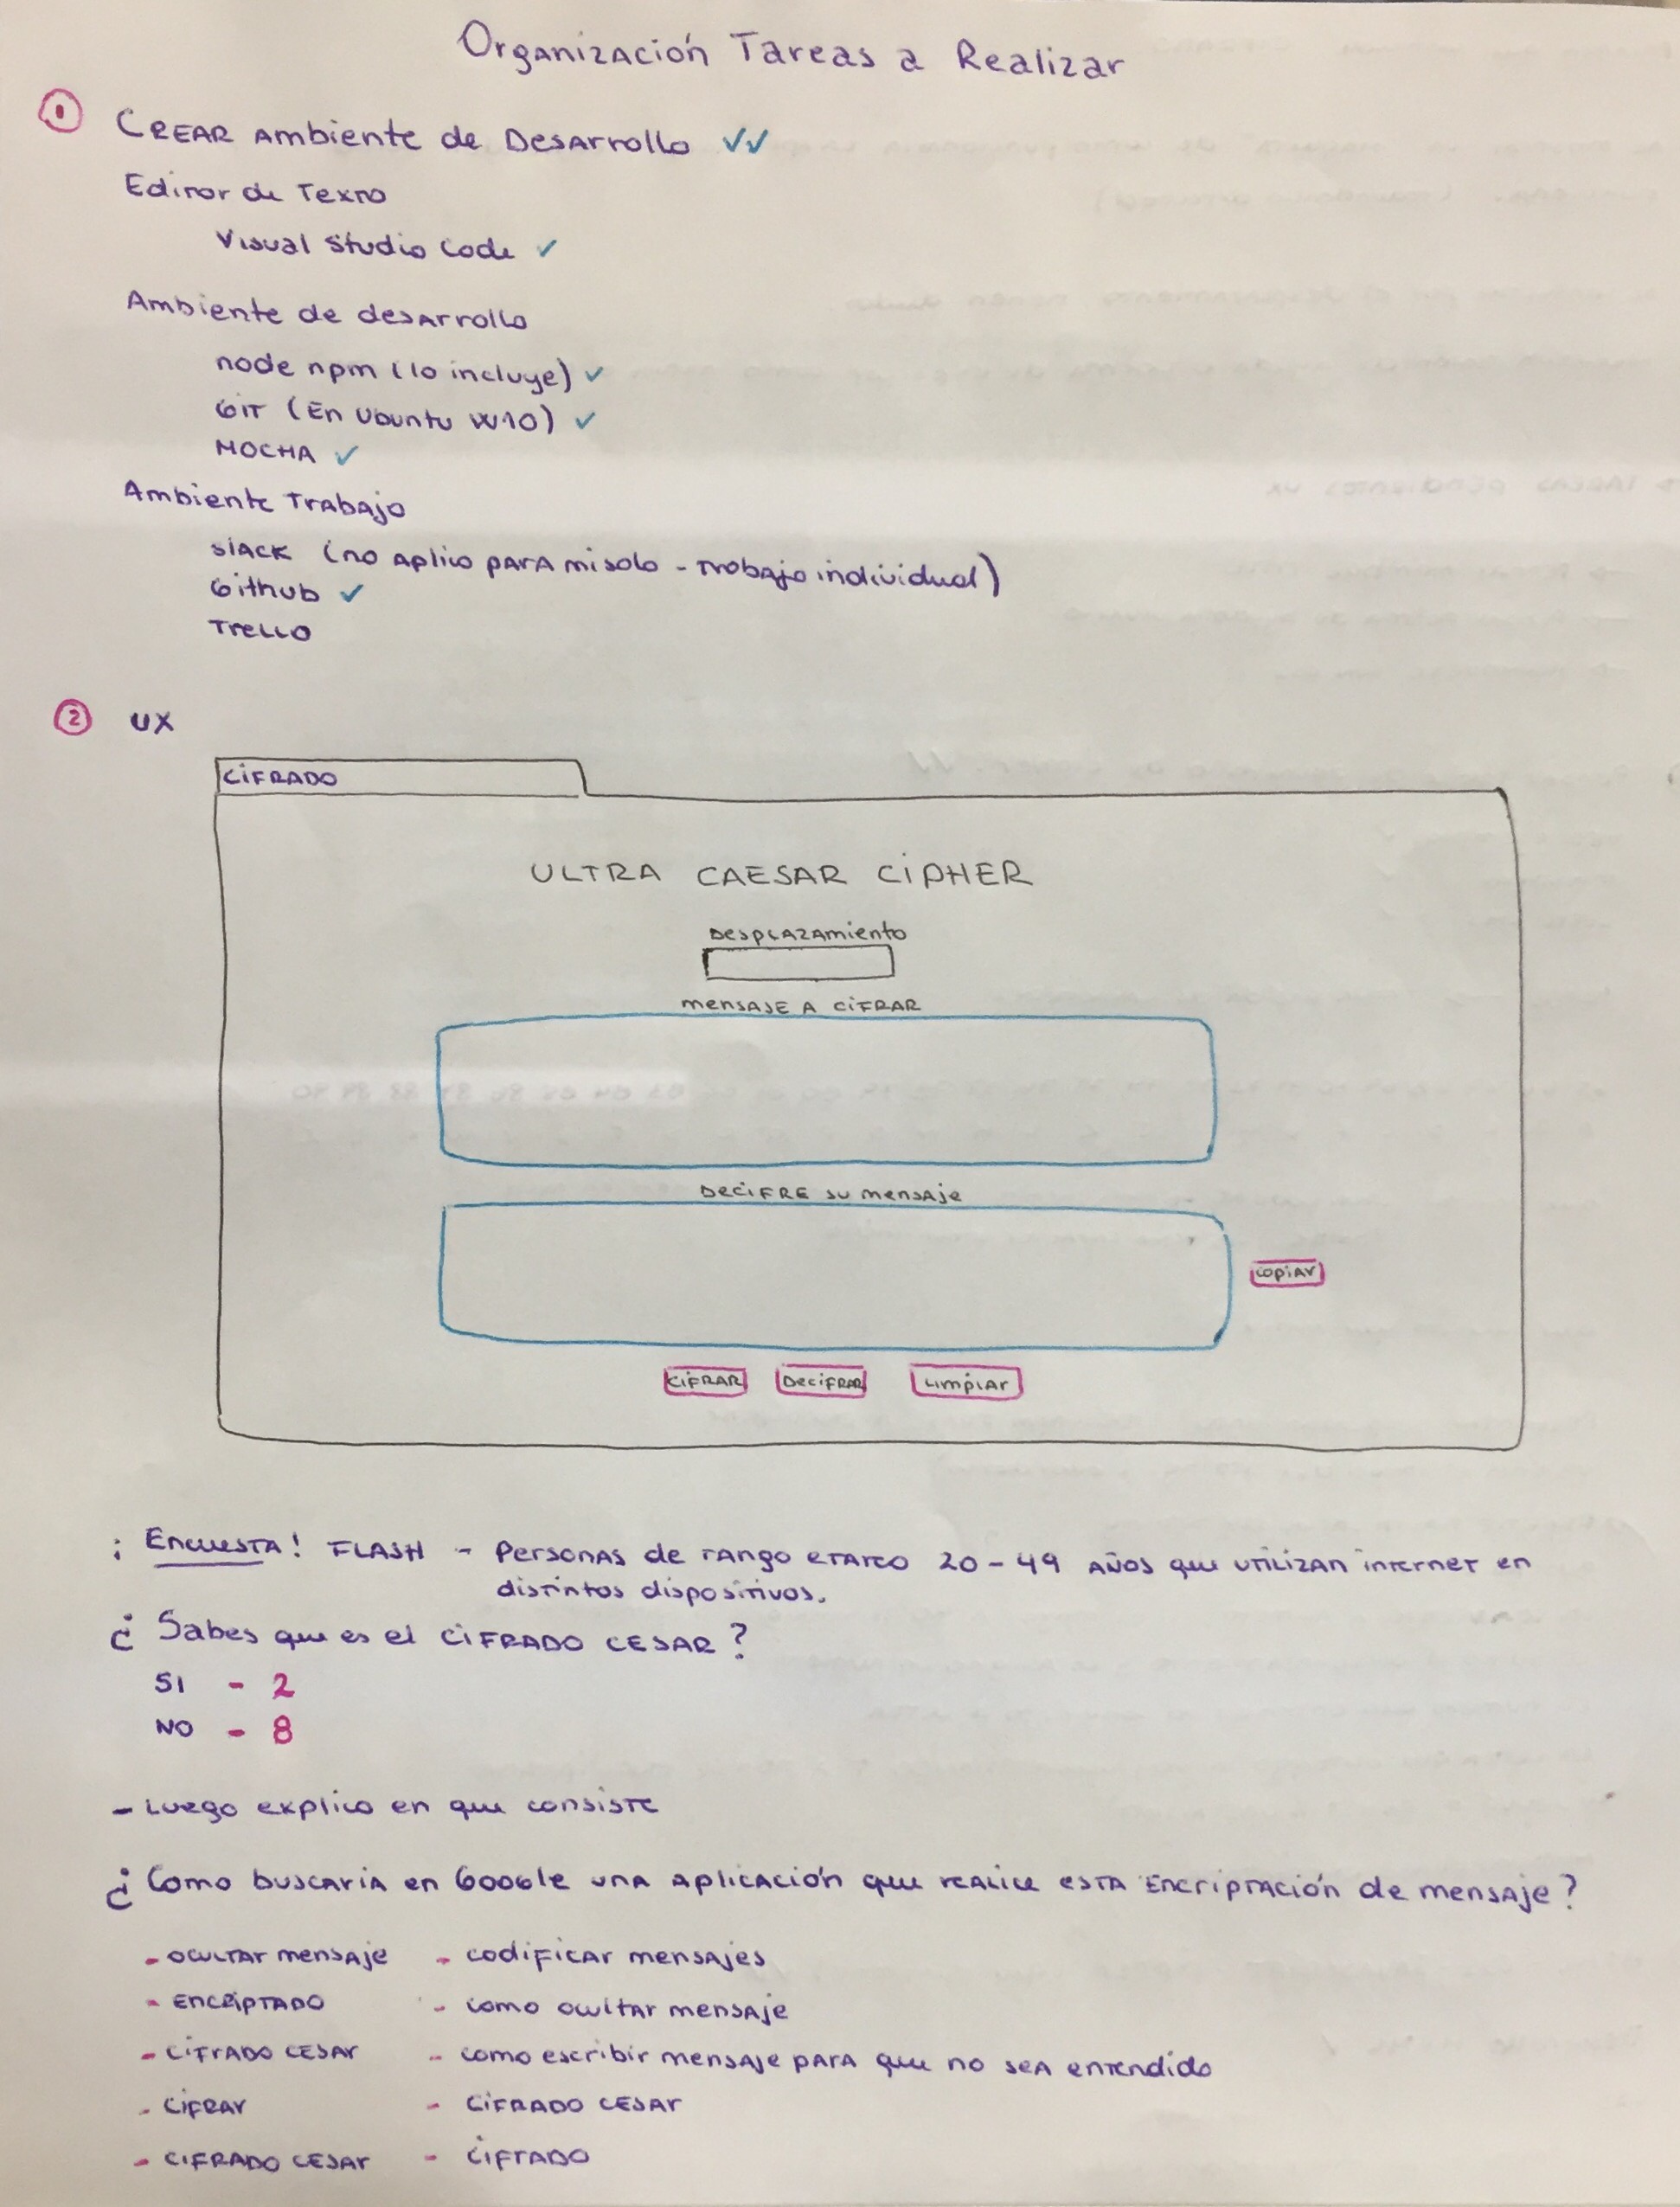 Organización Tareas a Realizar
1 CREAR Ambiente de Desarrollo ✓✓
Editor de Texto
Visual Studio Code ✓
Ambiente de desarrollo
node npm (lo incluye) ✓
GIT (En Ubuntu W10) ✓
MOCHA ✓
Ambiente Trabajo
slack (no aplico para mi solo - trabajo individual)
Github ✓
Trello
2 UX
CIFRADO
ULTRA CAESAR CIPHER
Desplazamiento
mensaje a cifrar
Decifre su mensaje
copiar
CIFRAR Decifrar Limpiar
¡Encuesta! FLASH - Personas de rango etareo 20-49 años que utilizan internet en
distintos dispositivos.
¿Sabes que es el CIFRADO CESAR?
SI - 2
NO - 8
- Luego explico en que consiste
¿Como buscaria en Google una aplicación que realice esta encriptación de mensaje?
- ocultar mensaje - codificar mensajes
- ENCRIPTADO - como ocultar mensaje
- CIFRADO CESAR - como escribir mensaje para que no sea entendido
- CIFRAR - CIFRADO CESAR
- CIFRADO CESAR - CIFRADO